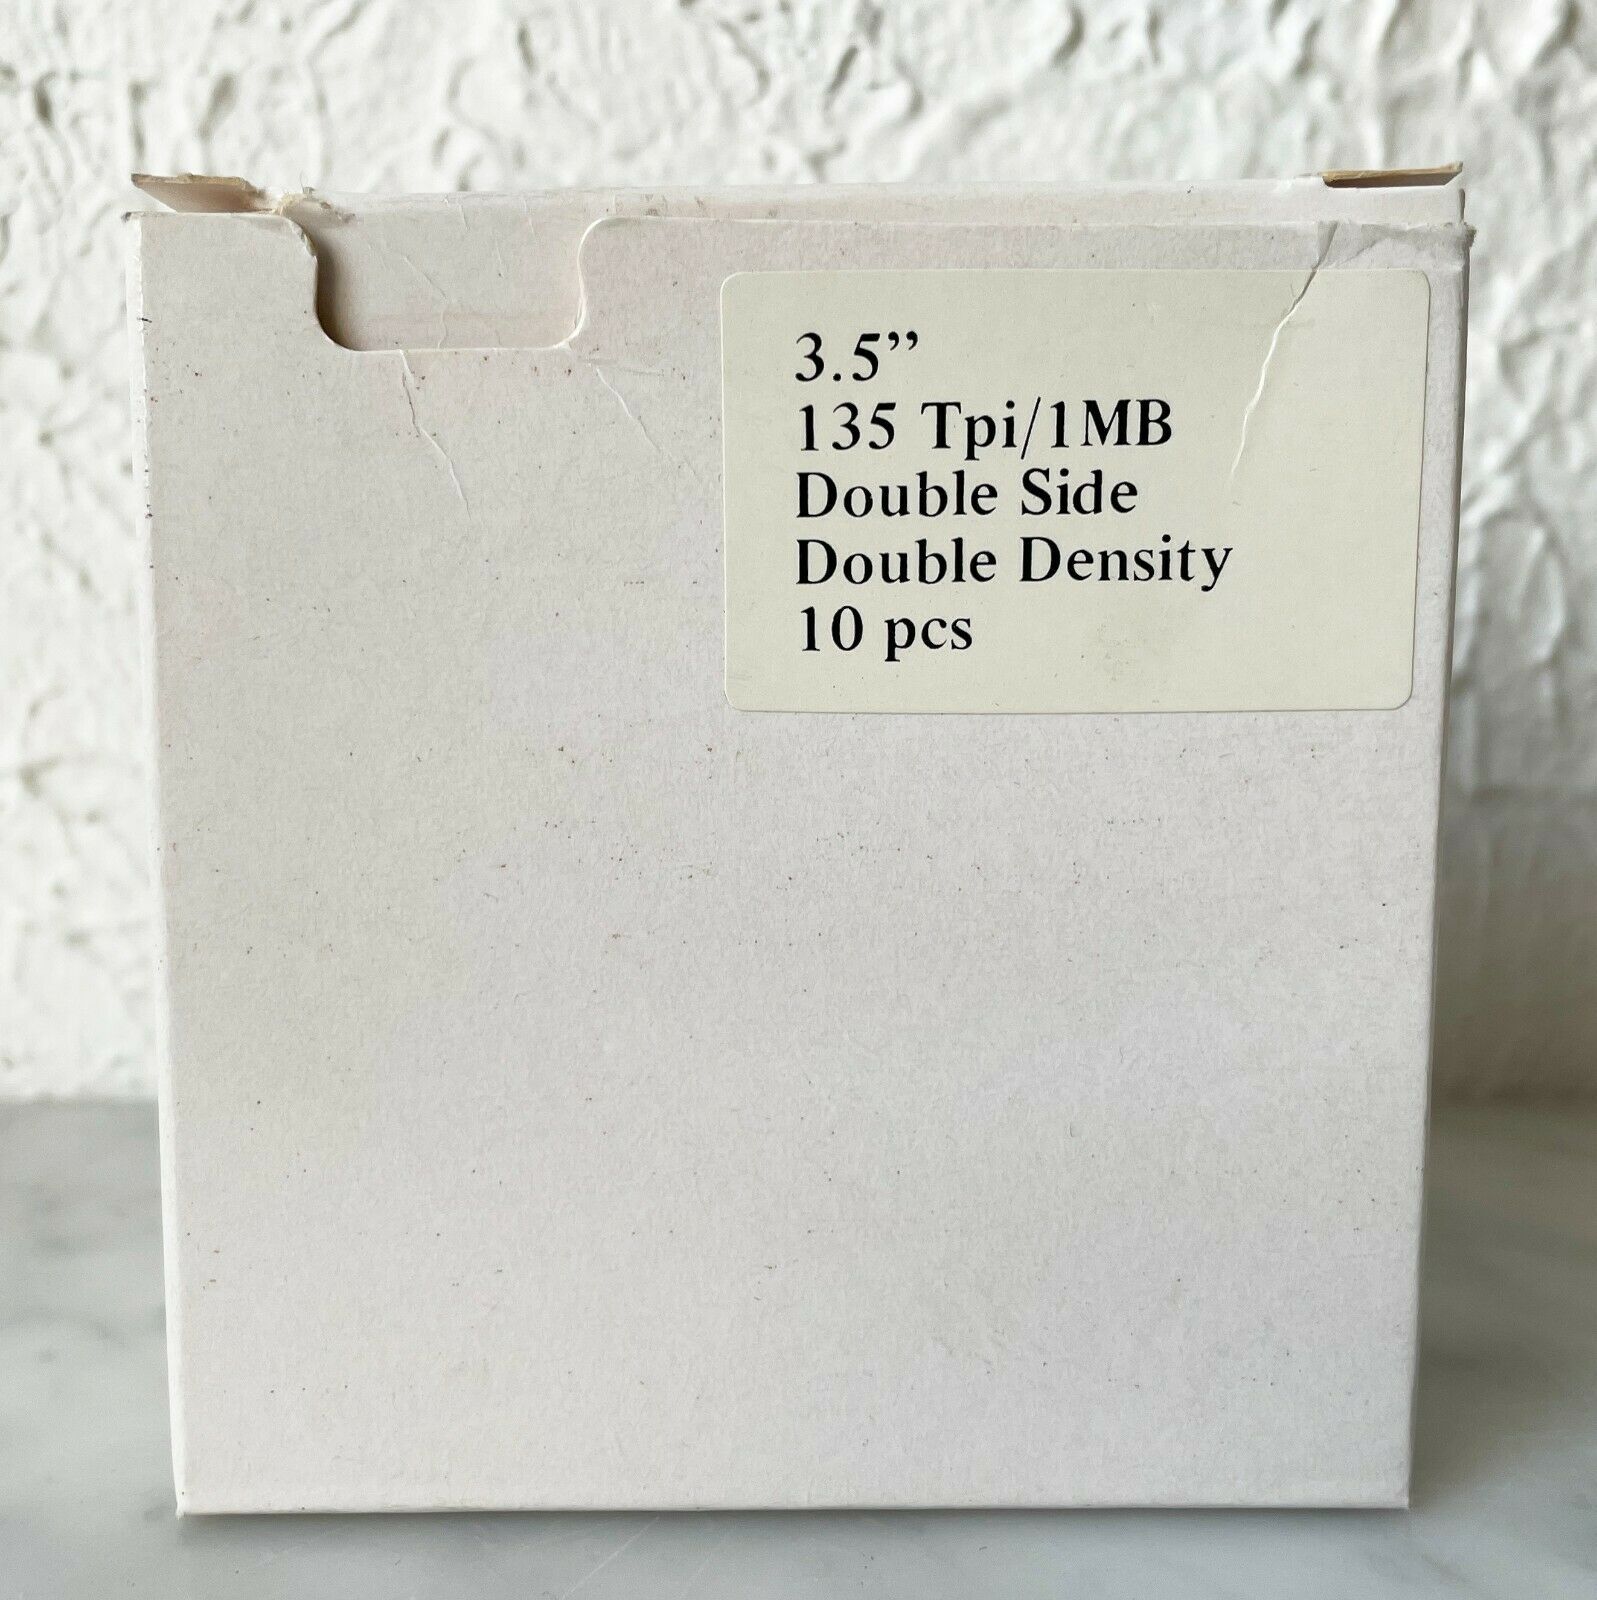 3.5”
135 Tpi/1MB
Double Side
Double Density
10 pcs